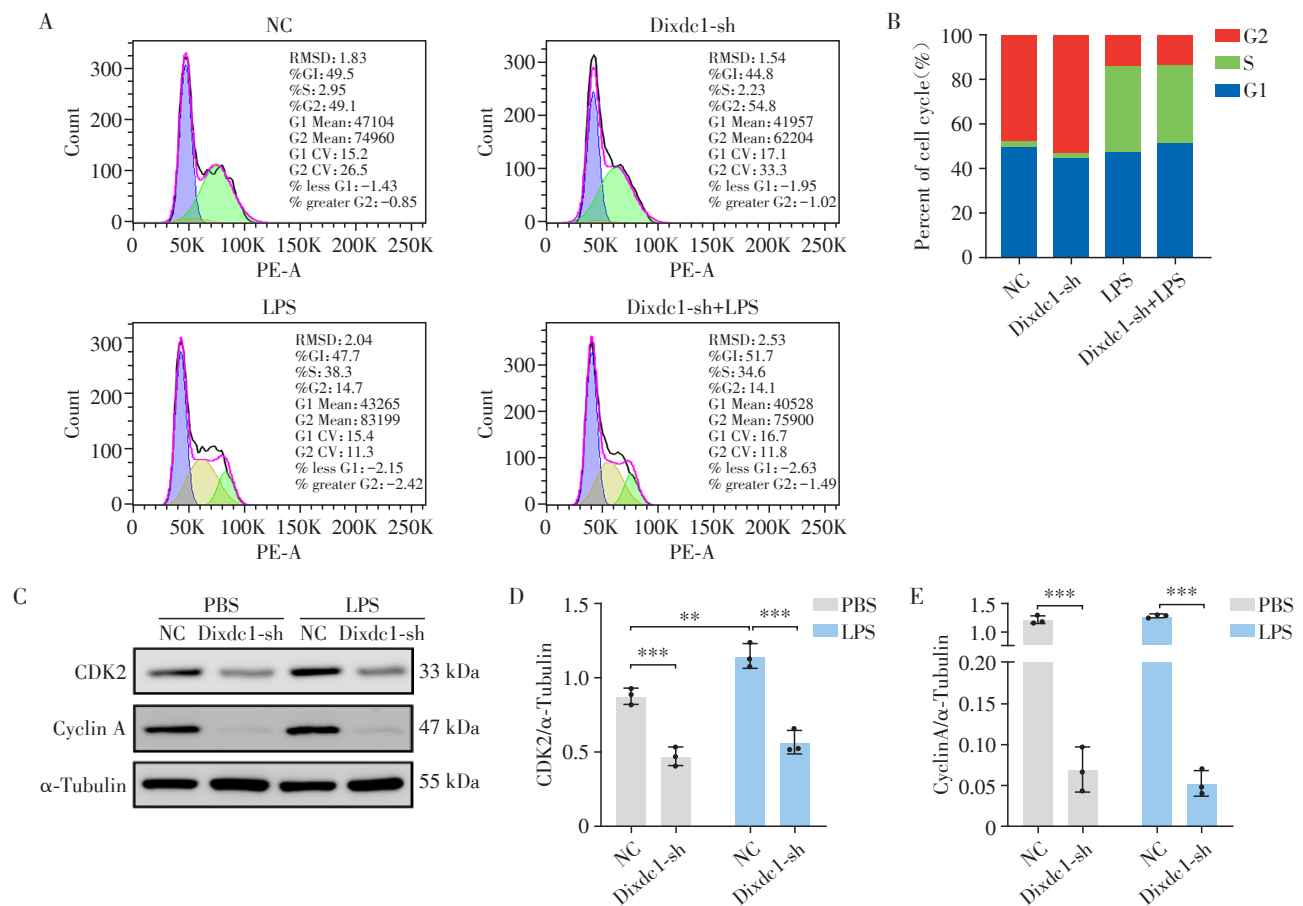 A
NC
RMSD: 1.83
%GI: 49.5
%S: 2.95
%G2: 49.1
G1 Mean: 47104
G2 Mean: 74960
G1 CV: 15.2
G2 CV: 26.5
% less G1: −1.43
% greater G2: −0.85
Count
300
200
100
0
0 50K 100K 150K 200K 250K
PE-A
Dixdc1-sh
RMSD: 1.54
%GI: 44.8
%S: 2.23
%G2: 54.8
G1 Mean: 41957
G2 Mean: 62204
G1 CV: 17.1
G2 CV: 33.3
% less G1: −1.95
% greater G2: −1.02
Count
300
200
100
0
0 50K 100K 150K 200K 250K
PE-A
LPS
RMSD: 2.04
%GI: 47.7
%S: 38.3
%G2: 14.7
G1 Mean: 43265
G2 Mean: 83199
G1 CV: 15.4
G2 CV: 11.3
% less G1: −2.15
% greater G2: −2.42
Count
300
200
100
0
0 50K 100K 150K 200K 250K
PE-A
Dixdc1-sh+LPS
RMSD: 2.53
%GI: 51.7
%S: 34.6
%G2: 14.1
G1 Mean: 40528
G2 Mean: 75900
G1 CV: 16.7
G2 CV: 11.8
% less G1: −2.63
% greater G2: −1.49
Count
300
200
100
0
0 50K 100K 150K 200K 250K
PE-A
B
Percent of cell cycle(%)
100
80
60
40
20
0
NC
Dixdc1-sh
LPS
Dixdc1-sh+LPS
G2
S
G1
C
PBS LPS
NC Dixdc1-sh NC Dixdc1-sh
CDK2 33 kDa
Cyclin A 47 kDa
α-Tubulin 55 kDa
D
CDK2/α-Tubulin
1.5
1.0
0.5
0
***
**
***
NC
Dixdc1-sh
NC
Dixdc1-sh
PBS
LPS
E
CyclinA/α-Tubulin
1.5
1.0
0.20
0.15
0.10
0.05
0
***
***
NC
Dixdc1-sh
NC
Dixdc1-sh
PBS
LPS